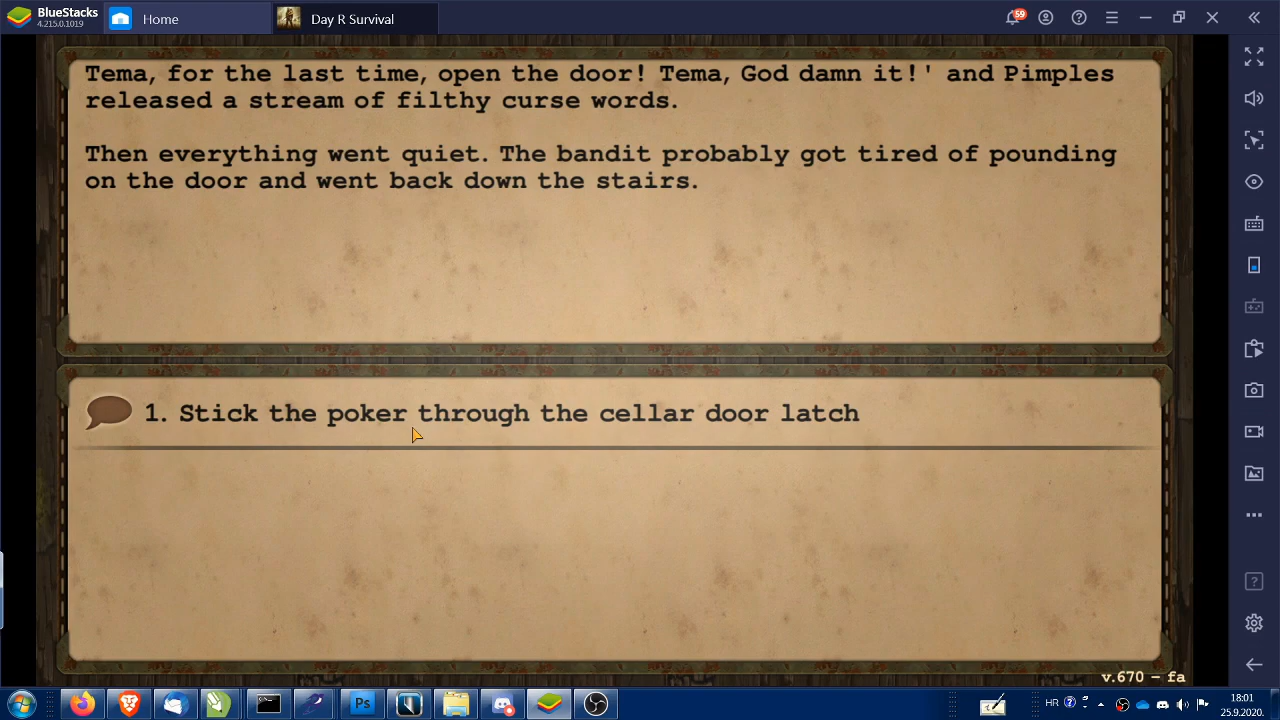 BlueStacks
4.215.0.1019
Home
Day R Survival
59
Tema, for the last time, open the door! Tema, God damn it!' and Pimples
released a stream of filthy curse words.
Then everything went quiet. The bandit probably got tired of pounding
on the door and went back down the stairs.
1. Stick the poker through the cellar door latch
v.670 – fa
Ps
HR
18:01
25.9.2020.